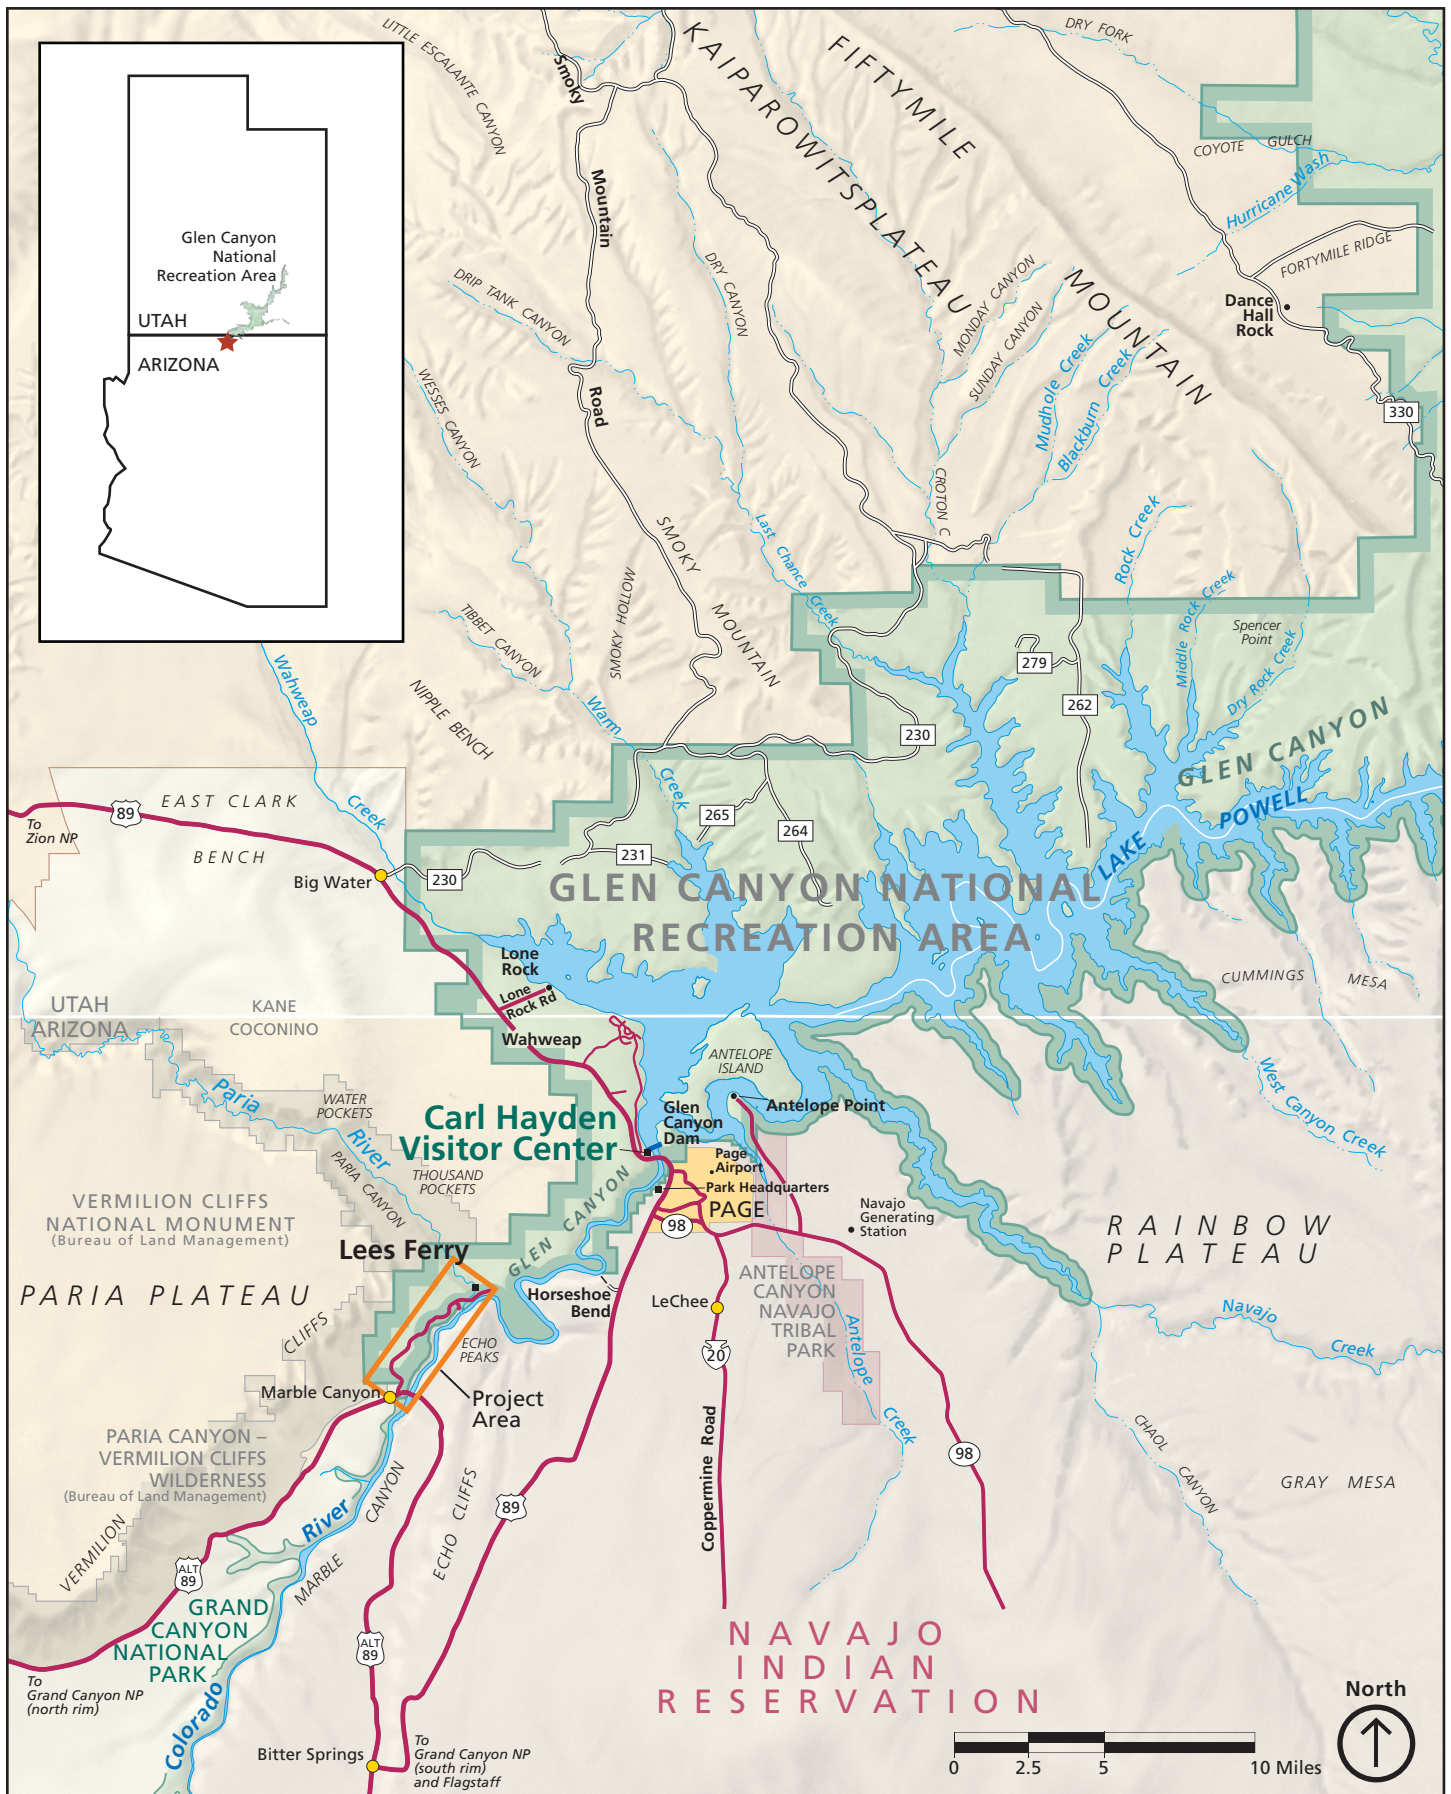 LITTLE ESCALANTE CANYON
Smoky
KAIPAROWITS PLATEAU
FIFTYMILE
DRY FORK
COYOTE GULCH
Hurricane Wash
FORTYMILE RIDGE
Dance
Hall
Rock
330
Mountain
DRY CANYON
MONDAY CANYON
SUNDAY CANYON
MOUNTAIN
Mudhole Creek
Blackburn Creek
DRIP TANK CANYON
Road
WESSES CANYON
Glen Canyon
National
Recreation Area
UTAH
ARIZONA
CROTON C
Last Chance Creek
SMOKY
MOUNTAIN
SMOKY HOLLOW
TIBBET CANYON
NIPPLE BENCH
Warm
Creek
Rock Creek
Middle Rock Creek
Dry Rock Creek
Spencer
Point
279
262
230
GLEN CANYON
LAKE
POWELL
Wahweap
Creek
EAST CLARK
BENCH
To
Zion NP
89
Big Water
230
231
265
264
GLEN CANYON NATIONAL
RECREATION AREA
Lone
Rock
Lone
Rock Rd
Wahweap
CUMMINGS MESA
UTAH
ARIZONA
KANE
COCONINO
ANTELOPE
ISLAND
Antelope Point
Glen
Canyon
Dam
Carl Hayden
Visitor Center
Page
Airport
Park Headquarters
PAGE
98
Navajo
Generating
Station
West Canyon Creek
Paria
River
WATER
POCKETS
PARIA CANYON
THOUSAND
POCKETS
VERMILION CLIFFS
NATIONAL MONUMENT
(Bureau of Land Management)
Lees Ferry
GLEN CANYON
RAINBOW
PLATEAU
PARIA PLATEAU
CLIFFS
Horseshoe
Bend
LeChee
ANTELOPE
CANYON
NAVAJO
TRIBAL
PARK
Antelope
Creek
Navajo
Creek
ECHO
PEAKS
20
Marble Canyon
Project
Area
PARIA CANYON –
VERMILION CLIFFS
WILDERNESS
(Bureau of Land Management)
VERMILION
River
CANYON
MARBLE
ECHO CLIFFS
89
Coppermine Road
98
CHAOL
CANYON
GRAY MESA
ALT
89
GRAND
CANYON
NATIONAL
PARK
ALT
89
NAVAJO
INDIAN
RESERVATION
To
Grand Canyon NP
(north rim)
Colorado
Bitter Springs
To
Grand Canyon NP
(south rim)
and Flagstaff
North
0 2.5 5 10 Miles